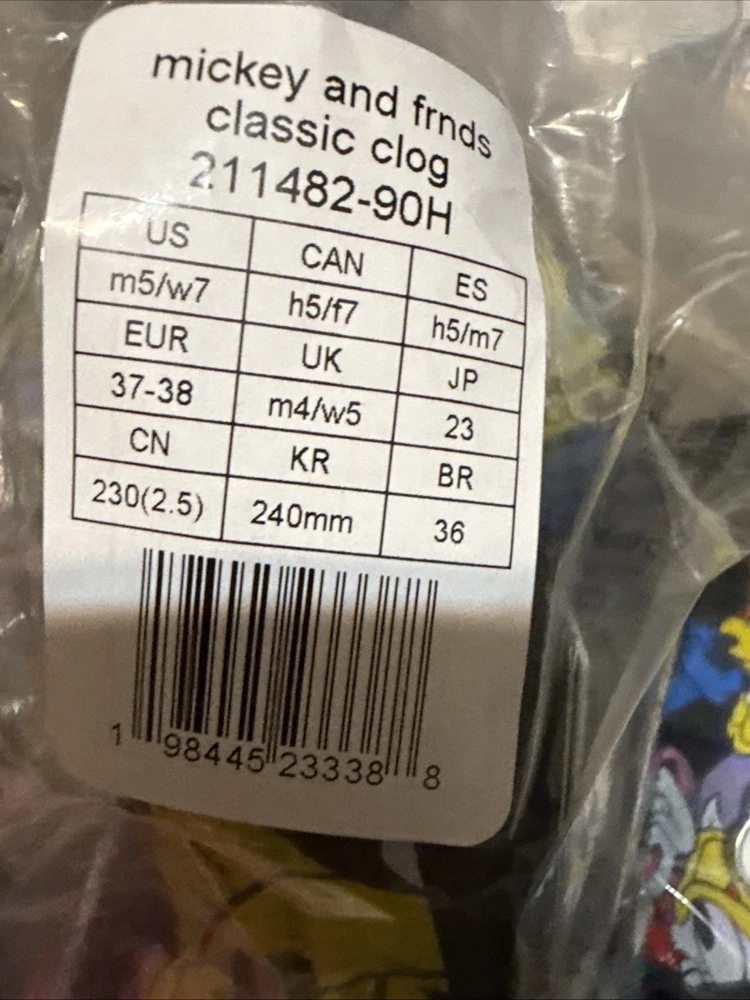 mickey and frnds
classic clog
211482-90H
US CAN ES
m5/w7 h5/f7 h5/m7
EUR UK JP
37-38 m4/w5 23
CN KR BR
230(2.5) 240mm 36
1 98445 23338 8